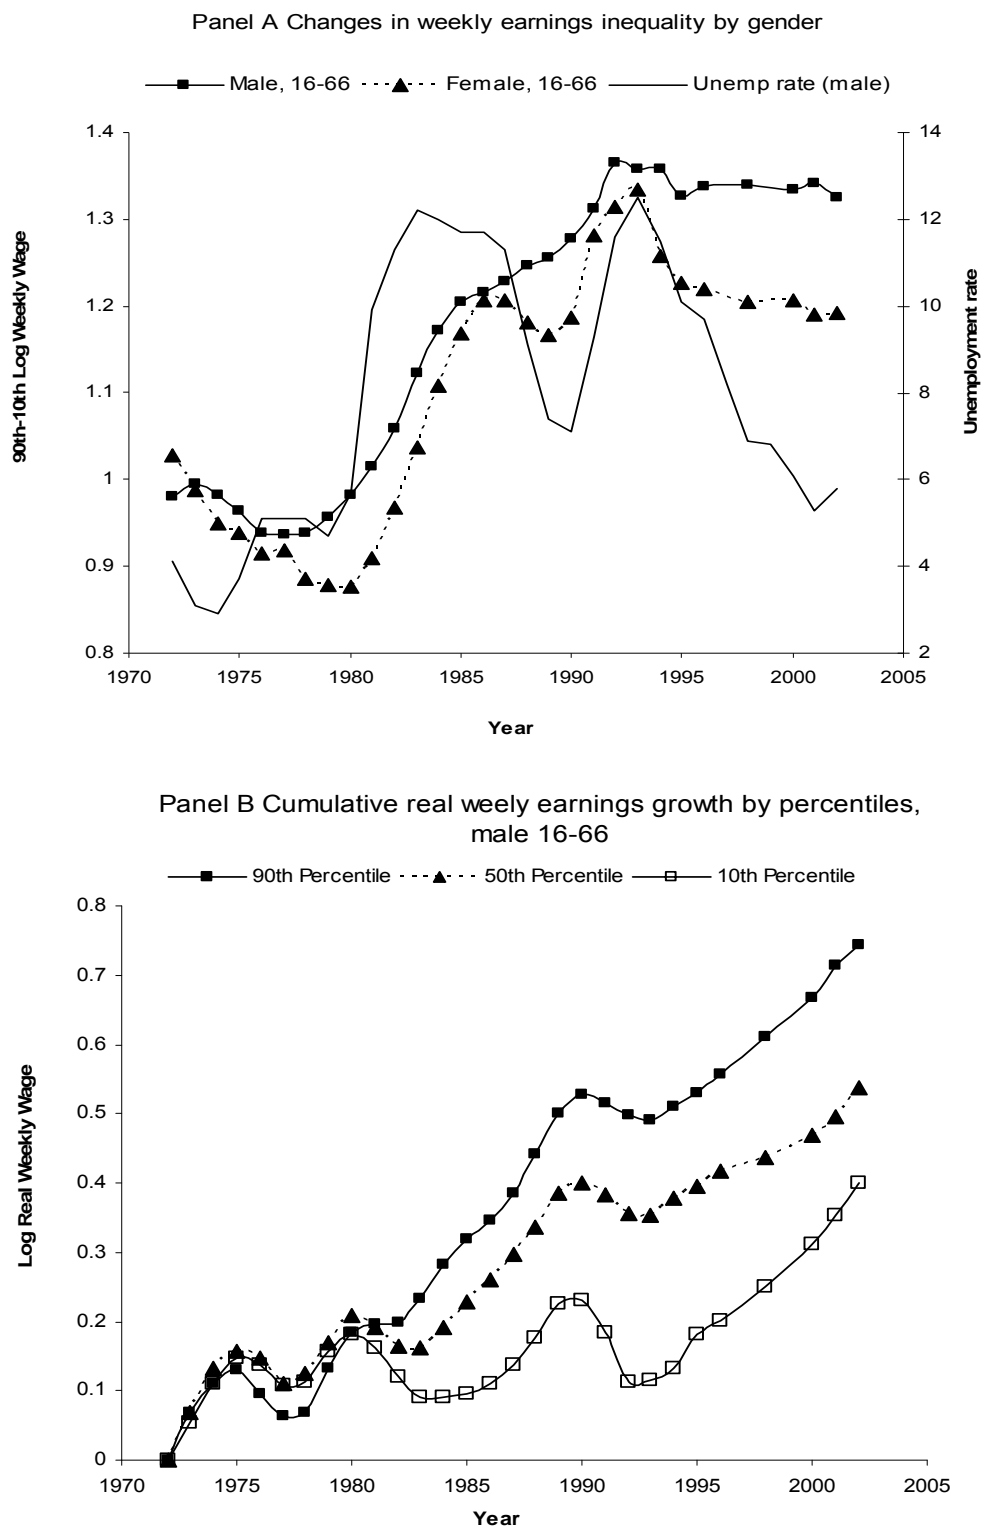 Panel A Changes in weekly earnings inequality by gender
Male, 16-66 Female, 16-66 Unemp rate (male)
1.4 14
1.3 12
1.2 10
1.1 8
1 6
0.9 4
0.8 2
90th-10th Log Weekly Wage
Unemployment rate
1970 1975 1980 1985 1990 1995 2000 2005
Year
Panel B Cumulative real weely earnings growth by percentiles,
male 16-66
90th Percentile 50th Percentile 10th Percentile
0.8
0.7
0.6
0.5
0.4
0.3
0.2
0.1
0
Log Real Weekly Wage
1970 1975 1980 1985 1990 1995 2000 2005
Year